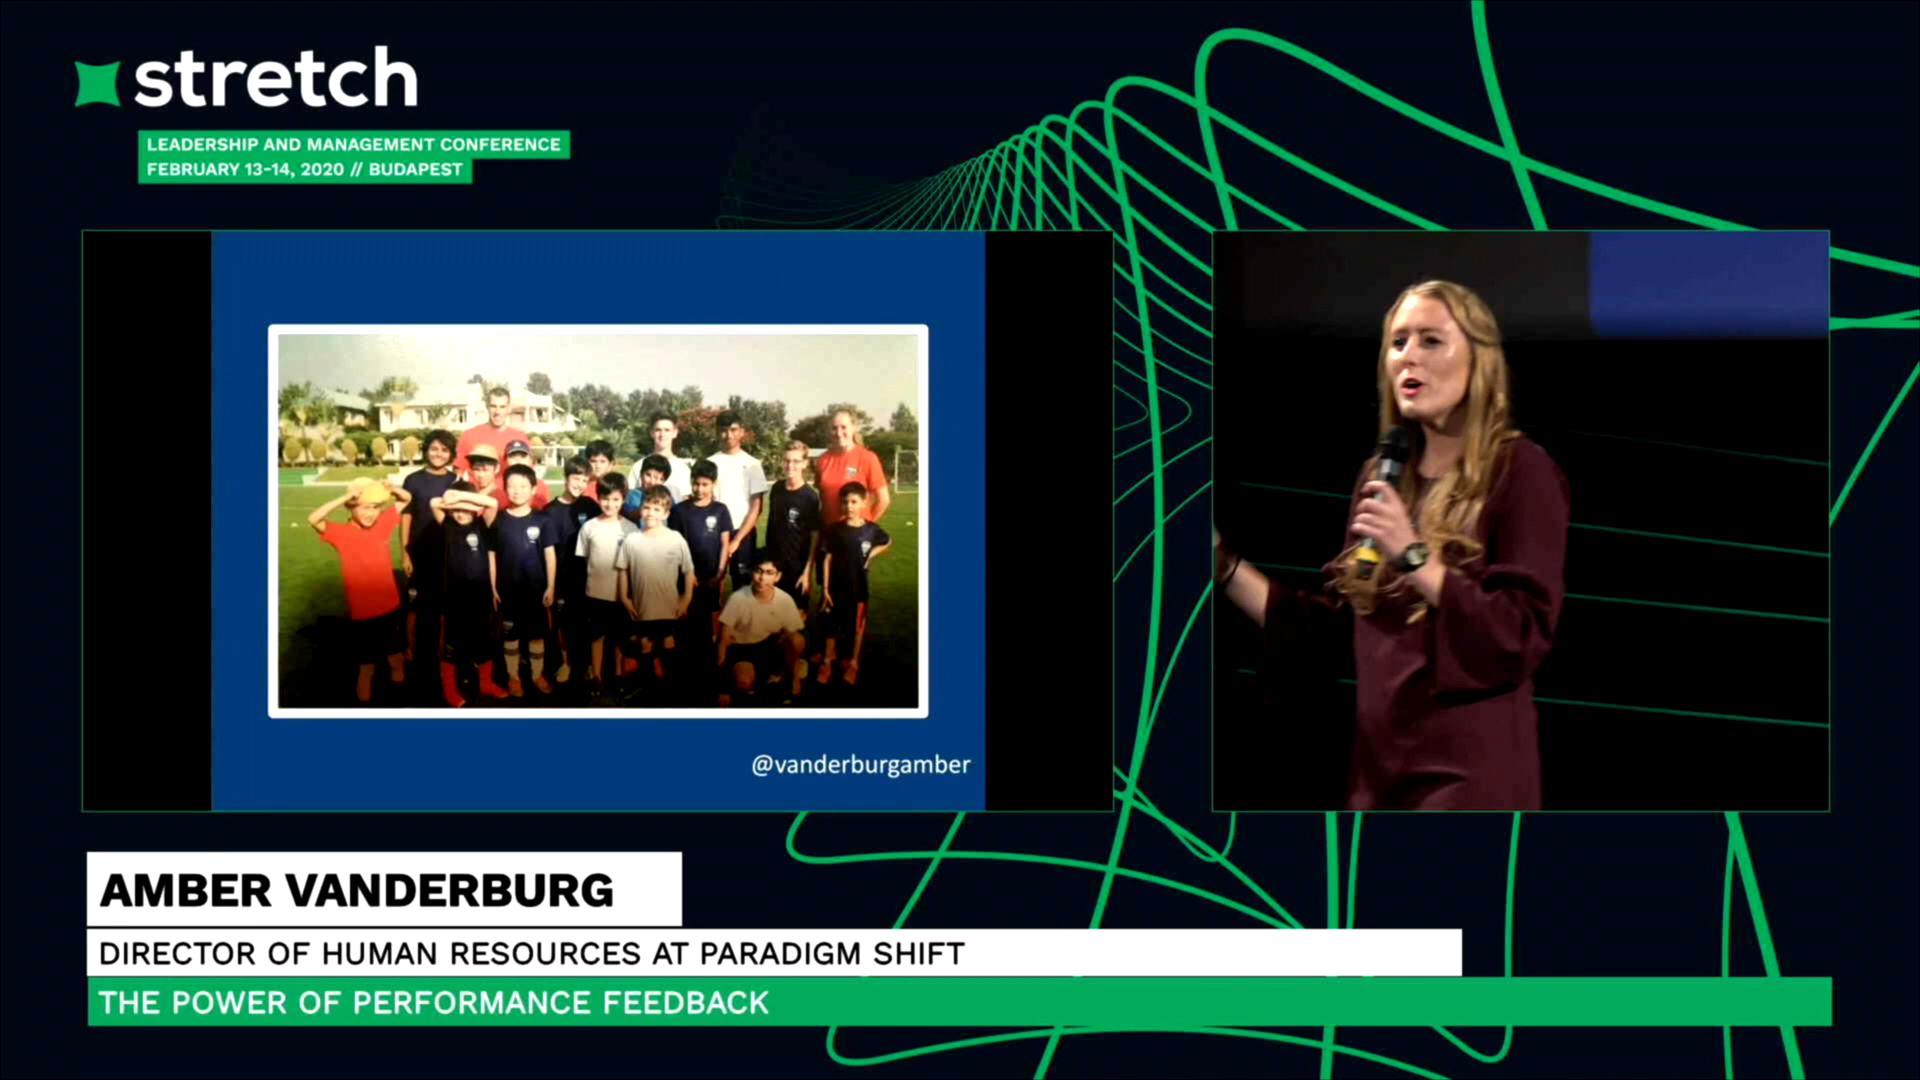 stretch
LEADERSHIP AND MANAGEMENT CONFERENCE
FEBRUARY 13-14, 2020 // BUDAPEST
@vanderburgamber
AMBER VANDERBURG
DIRECTOR OF HUMAN RESOURCES AT PARADIGM SHIFT
THE POWER OF PERFORMANCE FEEDBACK